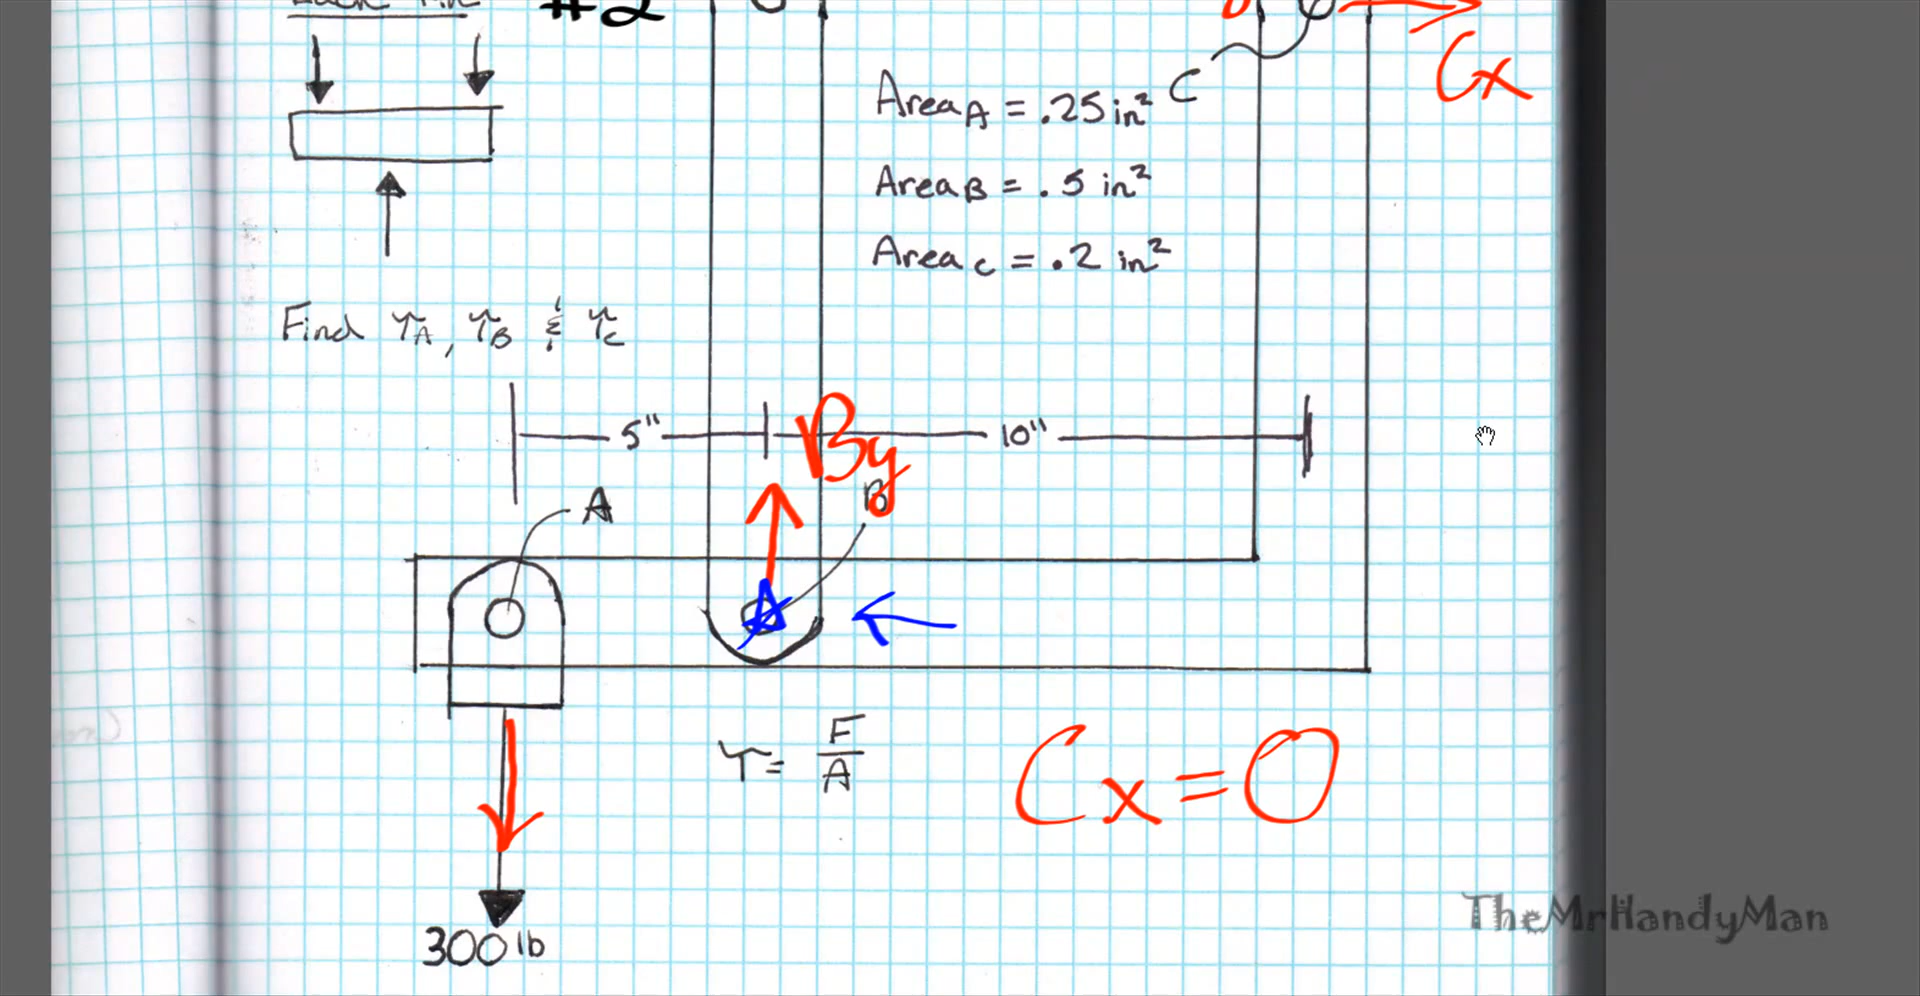 #2
Cx
C
Area A = .25 in²
Area B = .5 in²
Area C = .2 in²
Find τA, τB & τC
5"
10"
By
A
B
τ = F/A
Cx = 0
300 lb
TheMrHandyMan